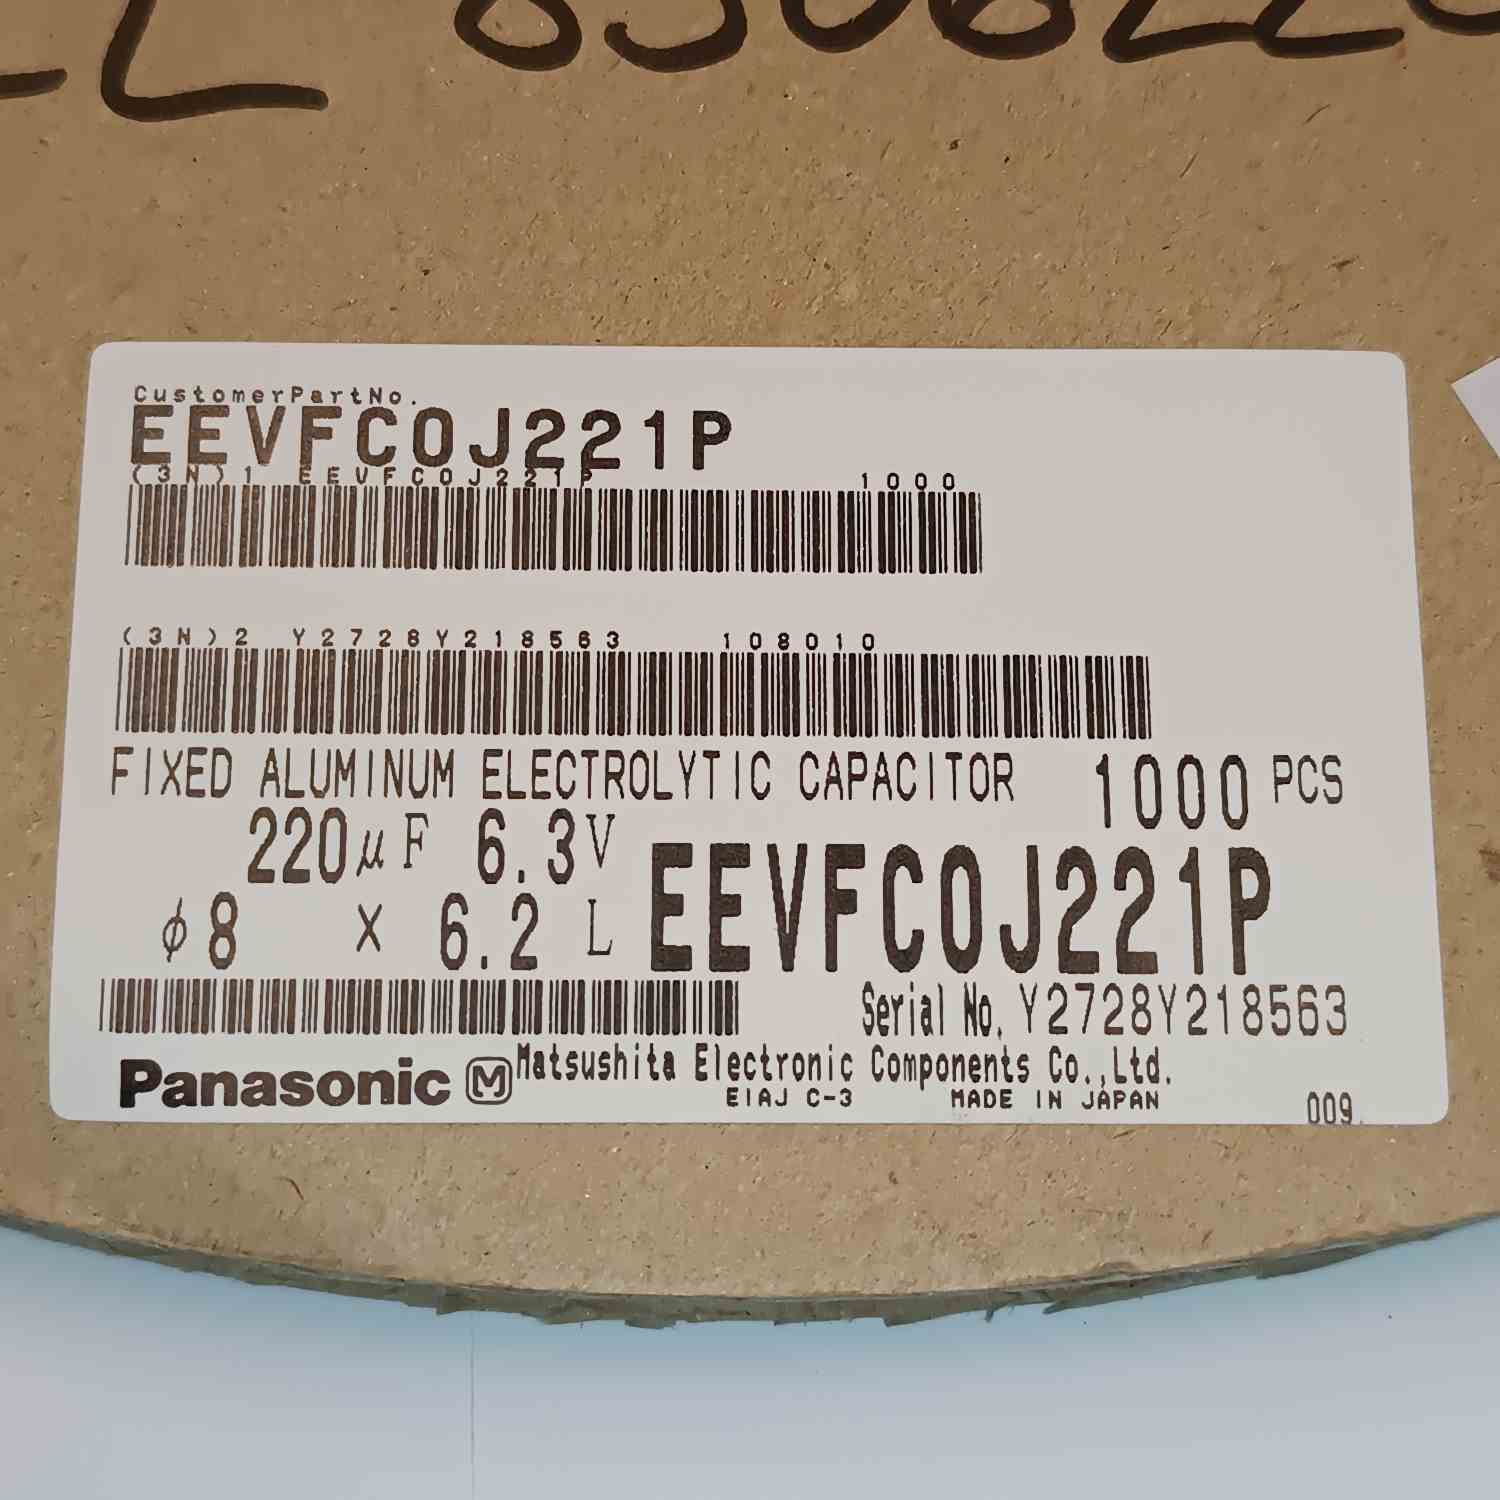 CustomerPartNo.
EEVFC0J221P
(3N)1 EEVFC0J221P 1000
(3N)2 Y2728Y218563 108010
FIXED ALUMINUM ELECTROLYTIC CAPACITOR 1000 PCS
220μF 6.3V
φ8 × 6.2 L EEVFC0J221P
Serial No. Y2728Y218563
Panasonic M Matsushita Electronic Components Co.,Ltd.
EIAJ C-3 MADE IN JAPAN 009